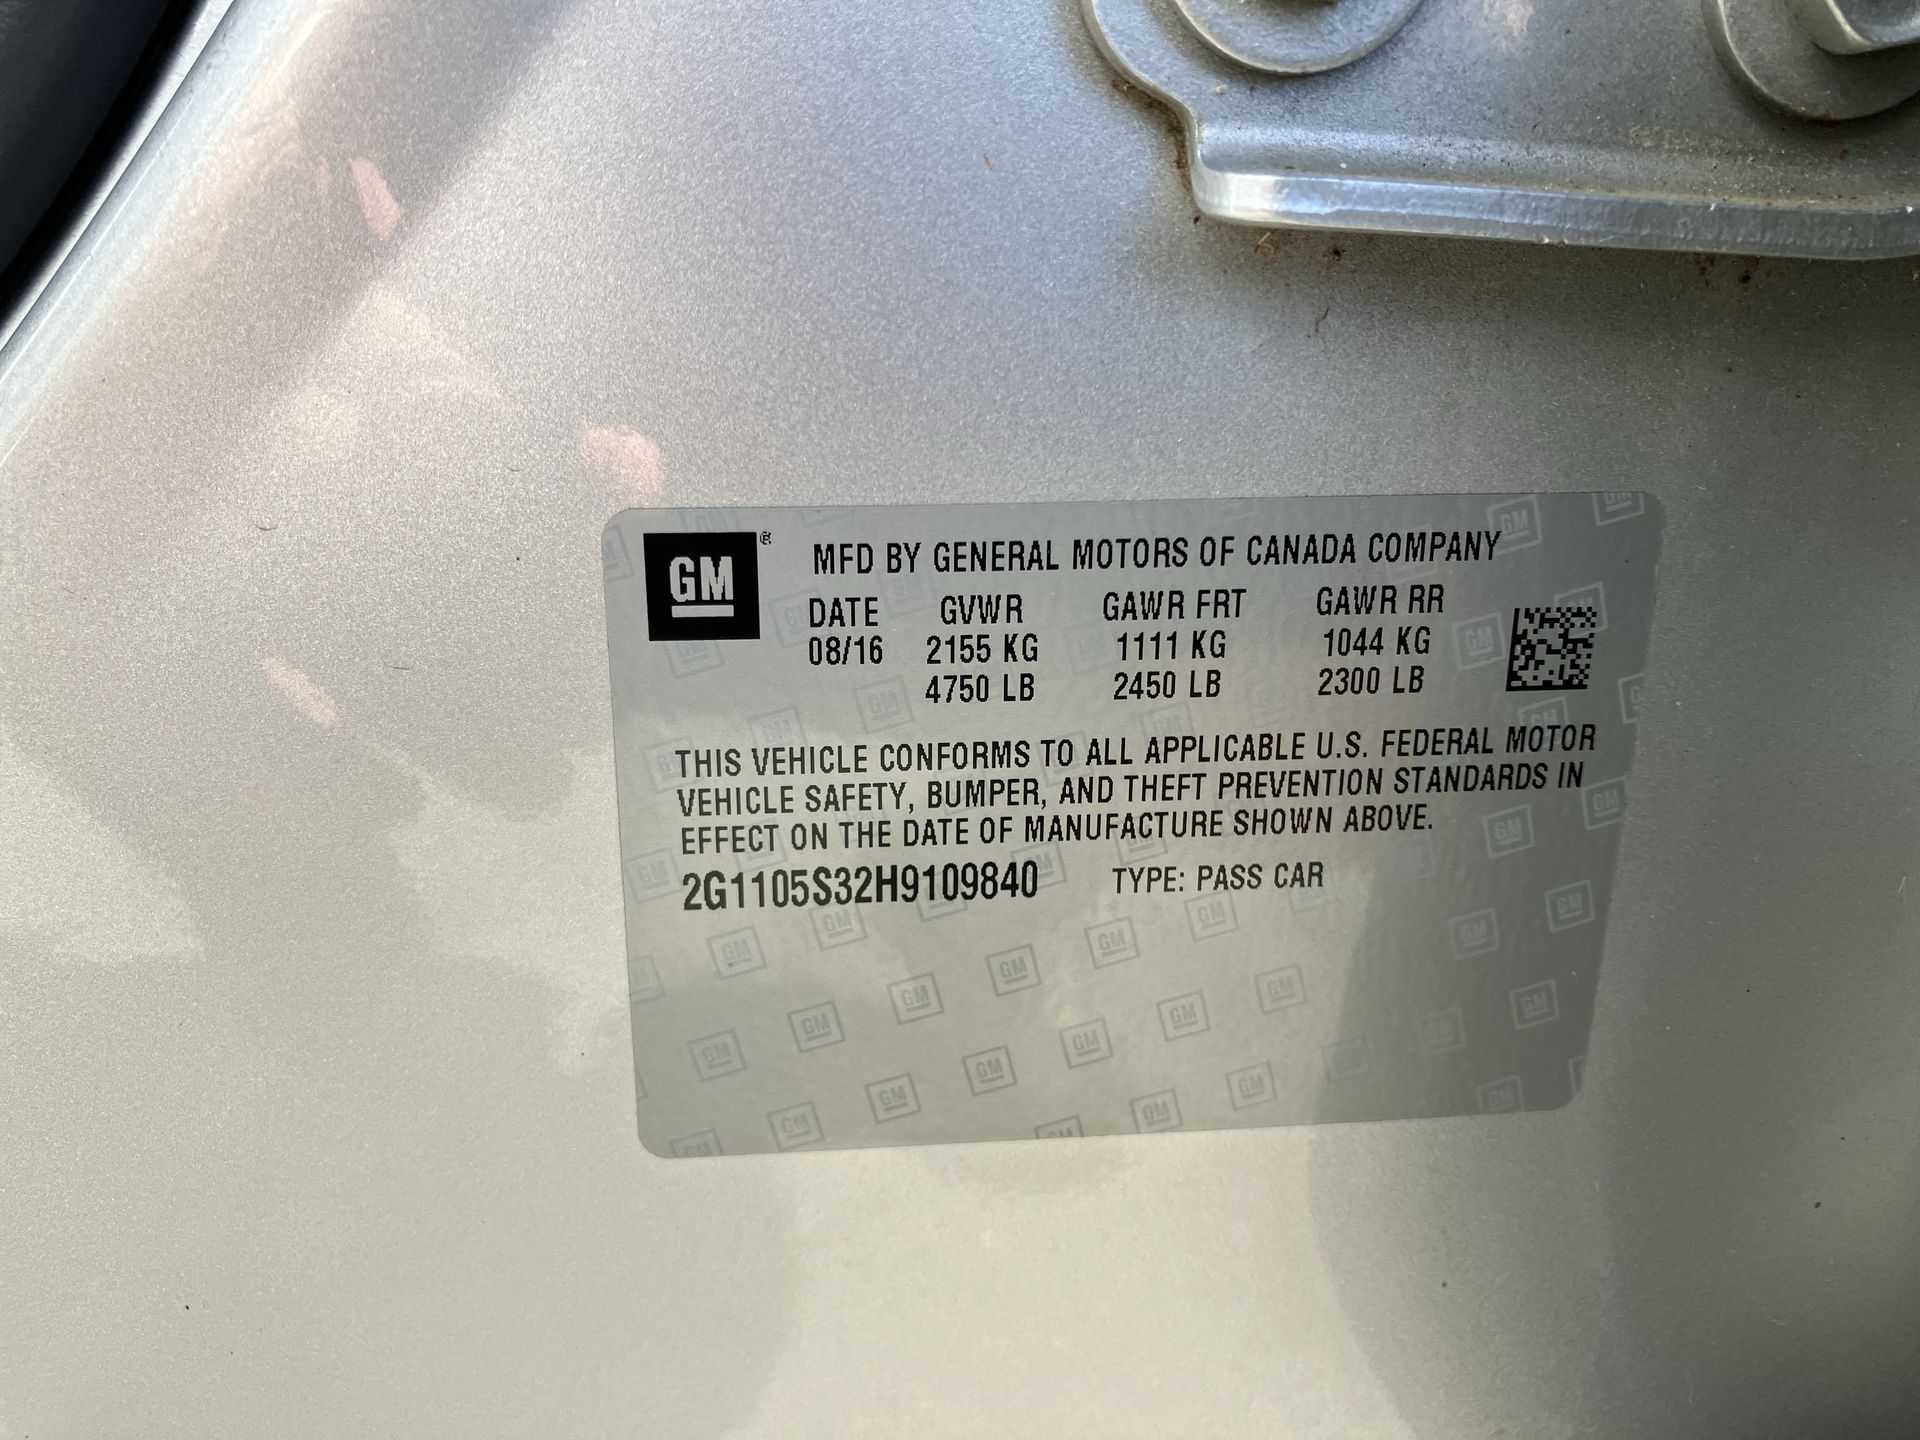 GM ® MFD BY GENERAL MOTORS OF CANADA COMPANY
DATE GVWR GAWR FRT GAWR RR
08/16 2155 KG 1111 KG 1044 KG
4750 LB 2450 LB 2300 LB
THIS VEHICLE CONFORMS TO ALL APPLICABLE U.S. FEDERAL MOTOR
VEHICLE SAFETY, BUMPER, AND THEFT PREVENTION STANDARDS IN
EFFECT ON THE DATE OF MANUFACTURE SHOWN ABOVE.
2G1105S32H9109840 TYPE: PASS CAR